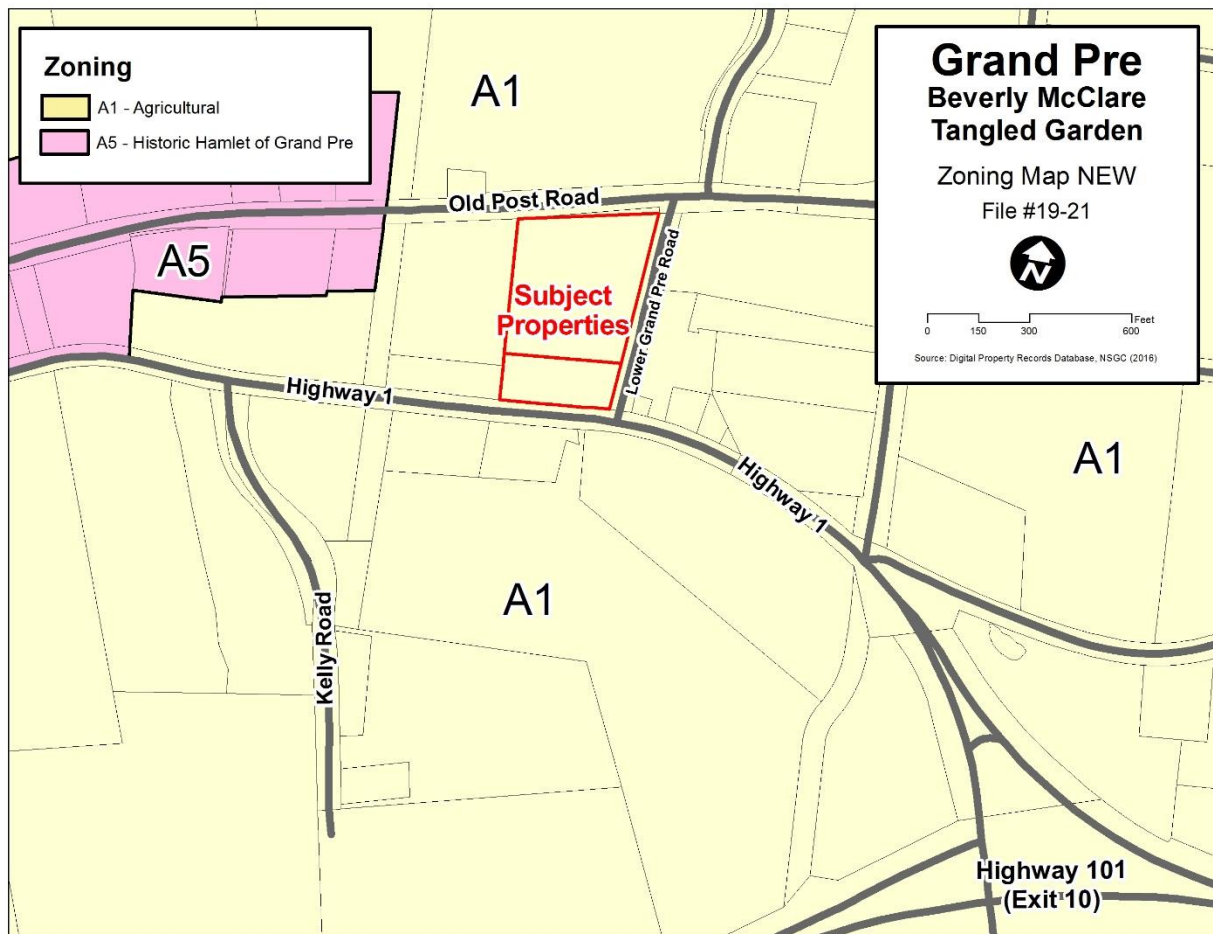 Zoning
A1 - Agricultural
A5 - Historic Hamlet of Grand Pre
Grand Pre
Beverly McClare
Tangled Garden
Zoning Map NEW
File #19-21
N
Feet
0 150 300 600
Source: Digital Property Records Database, NSGC (2016)
A1
Old Post Road
A5
Subject
Properties
Lower Grand Pre Road
Highway 1
Highway 1
A1
A1
Kelly Road
Highway 101
(Exit 10)